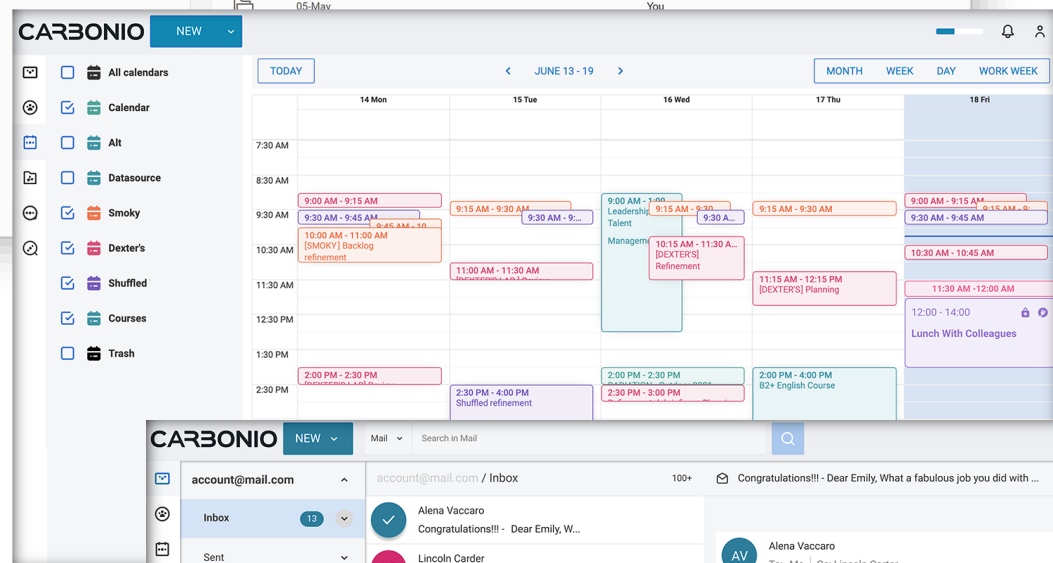 05-May
You
CARBONIO
NEW
All calendars
Calendar
Alt
Datasource
Smoky
Dexter's
Shuffled
Courses
Trash
TODAY
JUNE 13 - 19
MONTH
WEEK
DAY
WORK WEEK
14 Mon
15 Tue
16 Wed
17 Thu
18 Fri
7:30 AM
8:30 AM
9:30 AM
10:30 AM
11:30 AM
12:30 PM
1:30 PM
2:30 PM
9:00 AM - 9:15 AM
9:30 AM - 9:45 AM
10:00 AM - 11:00 AM
[SMOKY] Backlog
refinement
2:00 PM - 2:30 PM
9:15 AM - 9:30 AM
9:30 AM - 9:...
11:00 AM - 11:30 AM
2:30 PM - 4:00 PM
Shuffled refinement
9:00 AM - 1:00
Leadership
Talent
Management
9:15 AM - 9:30
9:30 A...
10:15 AM - 11:30 A...
[DEXTER'S]
Refinement
2:00 PM - 2:30 PM
2:30 PM - 3:00 PM
9:15 AM - 9:30 AM
11:15 AM - 12:15 PM
[DEXTER'S] Planning
2:00 PM - 4:00 PM
B2+ English Course
9:00 AM - 9:15 AM
9:15 AM - 9:...
9:30 AM - 9:45 AM
10:30 AM - 10:45 AM
11:30 AM -12:00 AM
12:00 - 14:00
Lunch With Colleagues
CARBONIO
NEW
Mail
Search in Mail
account@mail.com
Inbox
13
Sent
account@mail.com / Inbox
100+
Alena Vaccaro
Congratulations!!! - Dear Emily, W...
Lincoln Carder
Congratulations!!! - Dear Emily, What a fabulous job you did with ...
AV
Alena Vaccaro